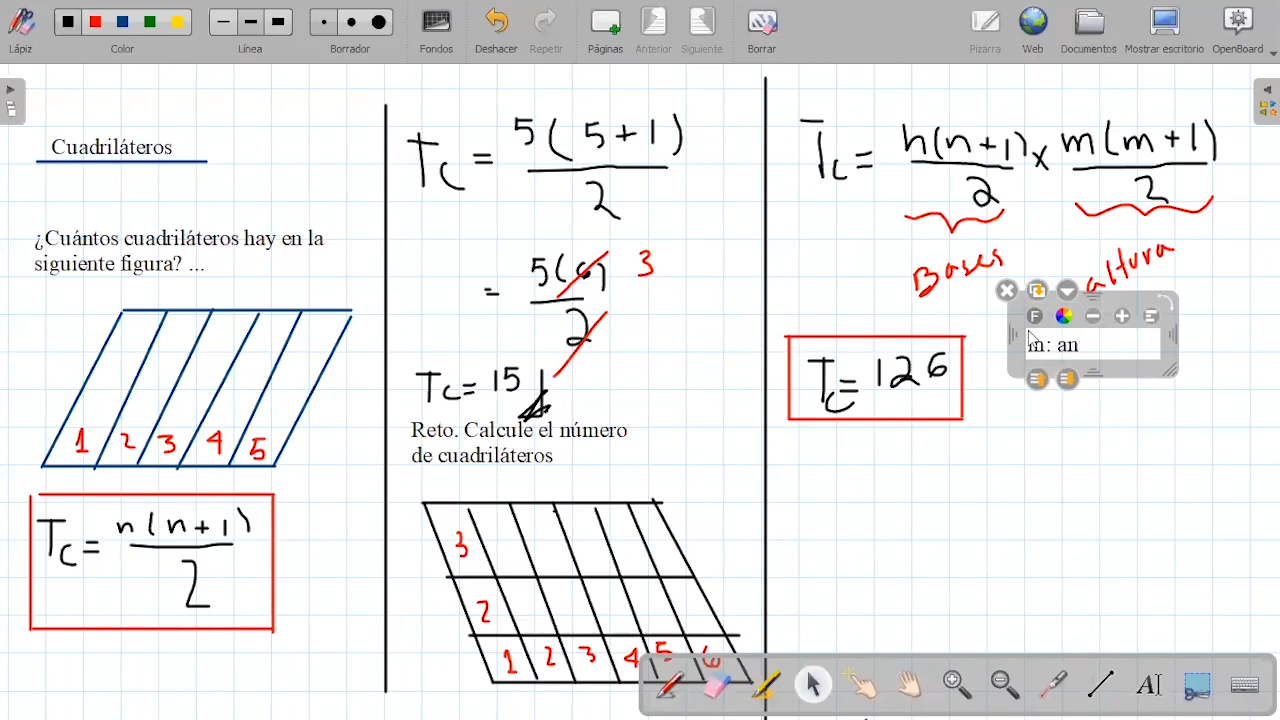 Lápiz Color Línea Borrador Fondos Deshacer Repetir Páginas Anterior Siguiente Borrar Pizarra Web Documentos Mostrar escritorio OpenBoard
Cuadriláteros
¿Cuántos cuadriláteros hay en la
siguiente figura? ...
1 2 3 4 5
Tc = n(n+1)
2
Tc = 5(5+1)
2
= 5(6) 3
2
Tc = 15
Reto. Calcule el número
de cuadriláteros
3
2
1 2 3 4 5 6
Tc = n(n+1) x m(m+1)
2 2
Bases altura
F
m: an
Tc = 126
A